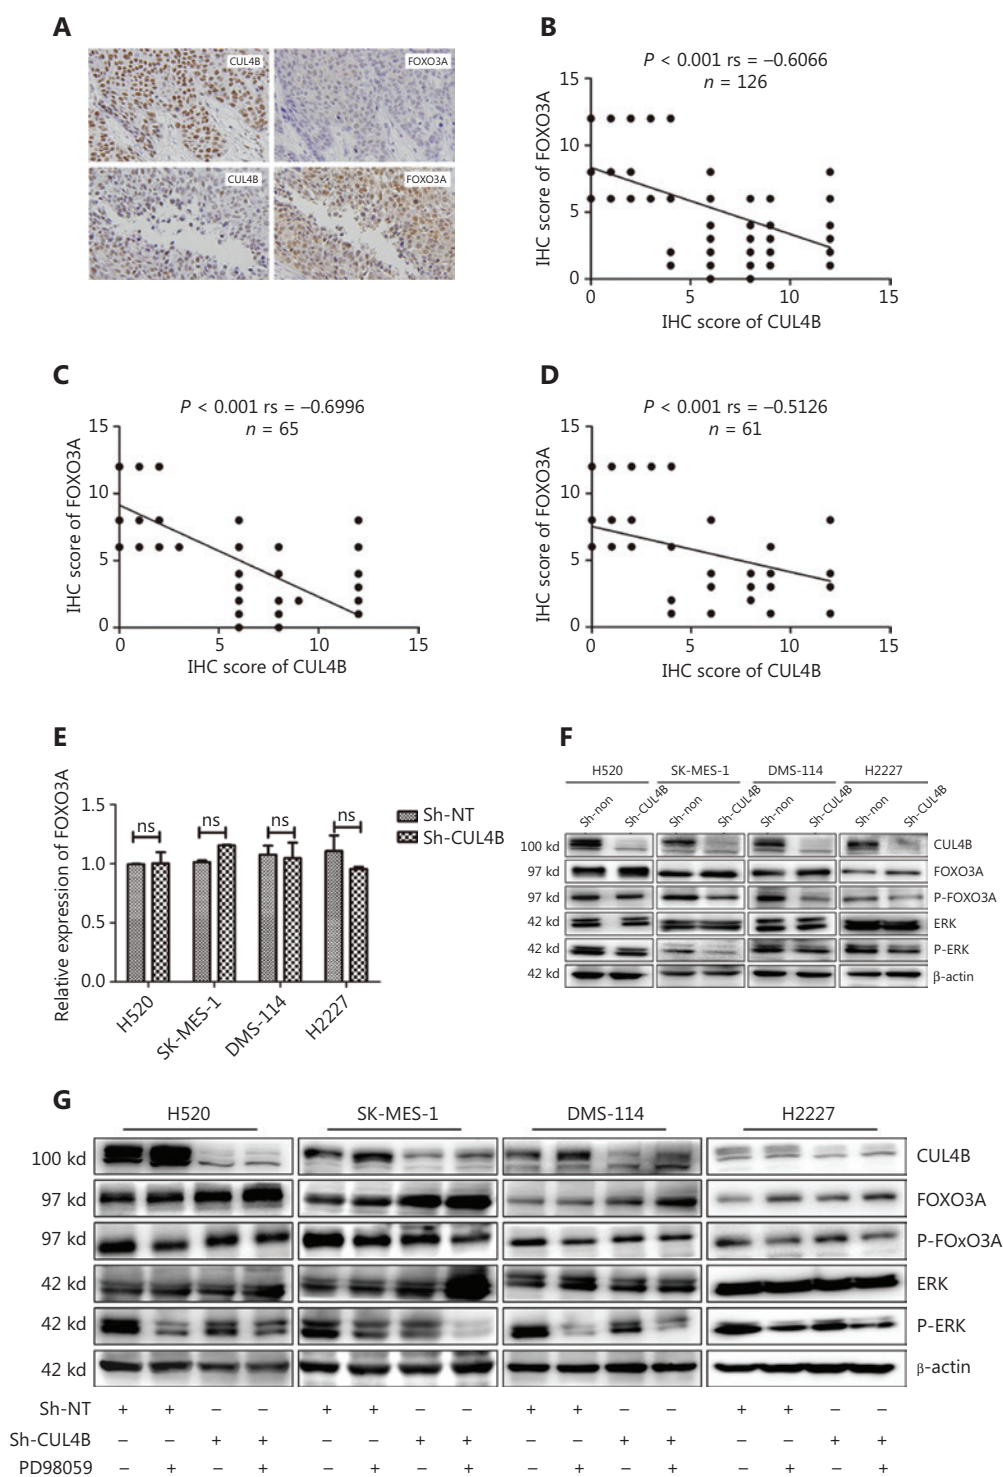 A
CUL4B
FOXO3A
CUL4B
FOXO3A
B
P < 0.001 rs = –0.6066
n = 126
IHC score of FOXO3A
15
10
5
0
0 5 10 15
IHC score of CUL4B
C
P < 0.001 rs = –0.6996
n = 65
IHC score of FOXO3A
15
10
5
0
0 5 10 15
IHC score of CUL4B
D
P < 0.001 rs = –0.5126
n = 61
IHC score of FOXO3A
15
10
5
0
0 5 10 15
IHC score of CUL4B
E
Relative expression of FOXO3A
1.5
1.0
0.5
0.0
ns ns ns ns
Sh-NT
Sh-CUL4B
H520 SK-MES-1 DMS-114 H2227
F
H520 SK-MES-1 DMS-114 H2227
Sh-non Sh-CUL4B Sh-non Sh-CUL4B Sh-non Sh-CUL4B Sh-non Sh-CUL4B
100 kd CUL4B
97 kd FOXO3A
97 kd P-FOXO3A
42 kd ERK
42 kd P-ERK
42 kd β-actin
G
H520 SK-MES-1 DMS-114 H2227
100 kd CUL4B
97 kd FOXO3A
97 kd P-FOxO3A
42 kd ERK
42 kd P-ERK
42 kd β-actin
Sh-NT + + – – + + – – + + – – + + – –
Sh-CUL4B – – + + – – + + – – + + – – + +
PD98059 – + – + – + – + – + – + – + – +